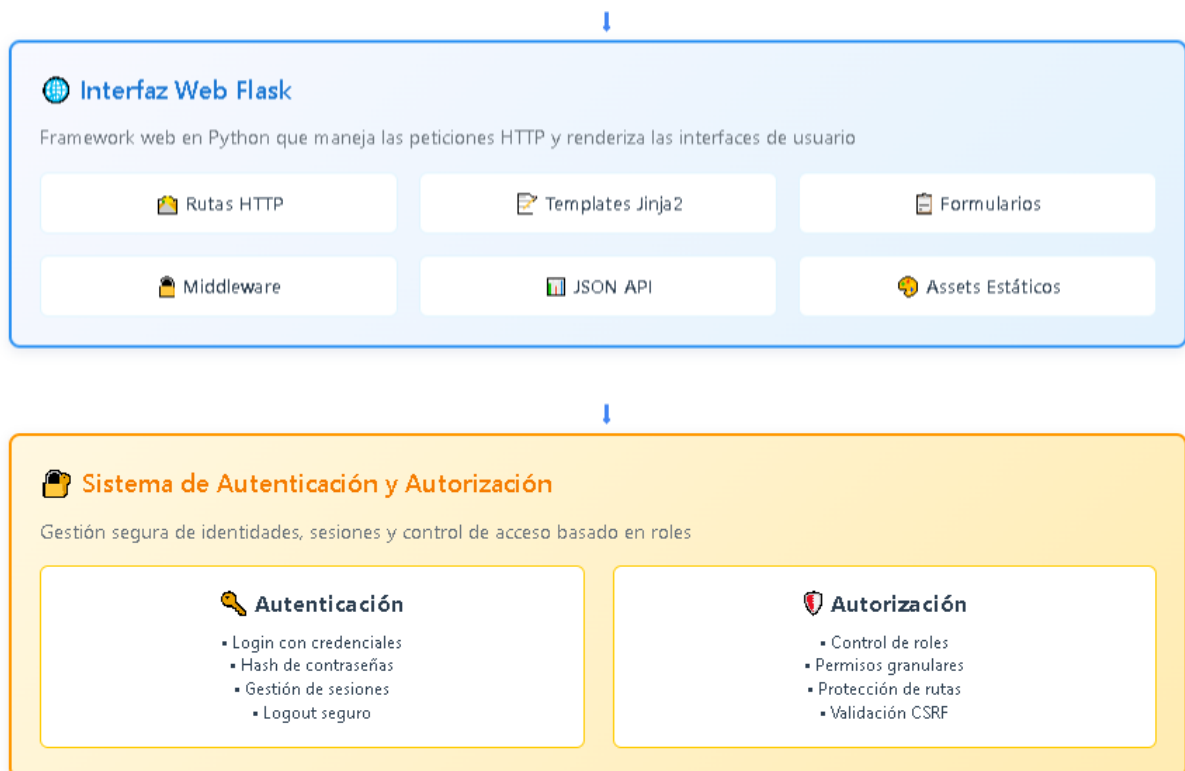 Interfaz Web Flask
Framework web en Python que maneja las peticiones HTTP y renderiza las interfaces de usuario
Rutas HTTP
Templates Jinja2
Formularios
Middleware
JSON API
Assets Estáticos
Sistema de Autenticación y Autorización
Gestión segura de identidades, sesiones y control de acceso basado en roles
Autenticación
▪ Login con credenciales
▪ Hash de contraseñas
▪ Gestión de sesiones
▪ Logout seguro
Autorización
▪ Control de roles
▪ Permisos granulares
▪ Protección de rutas
▪ Validación CSRF